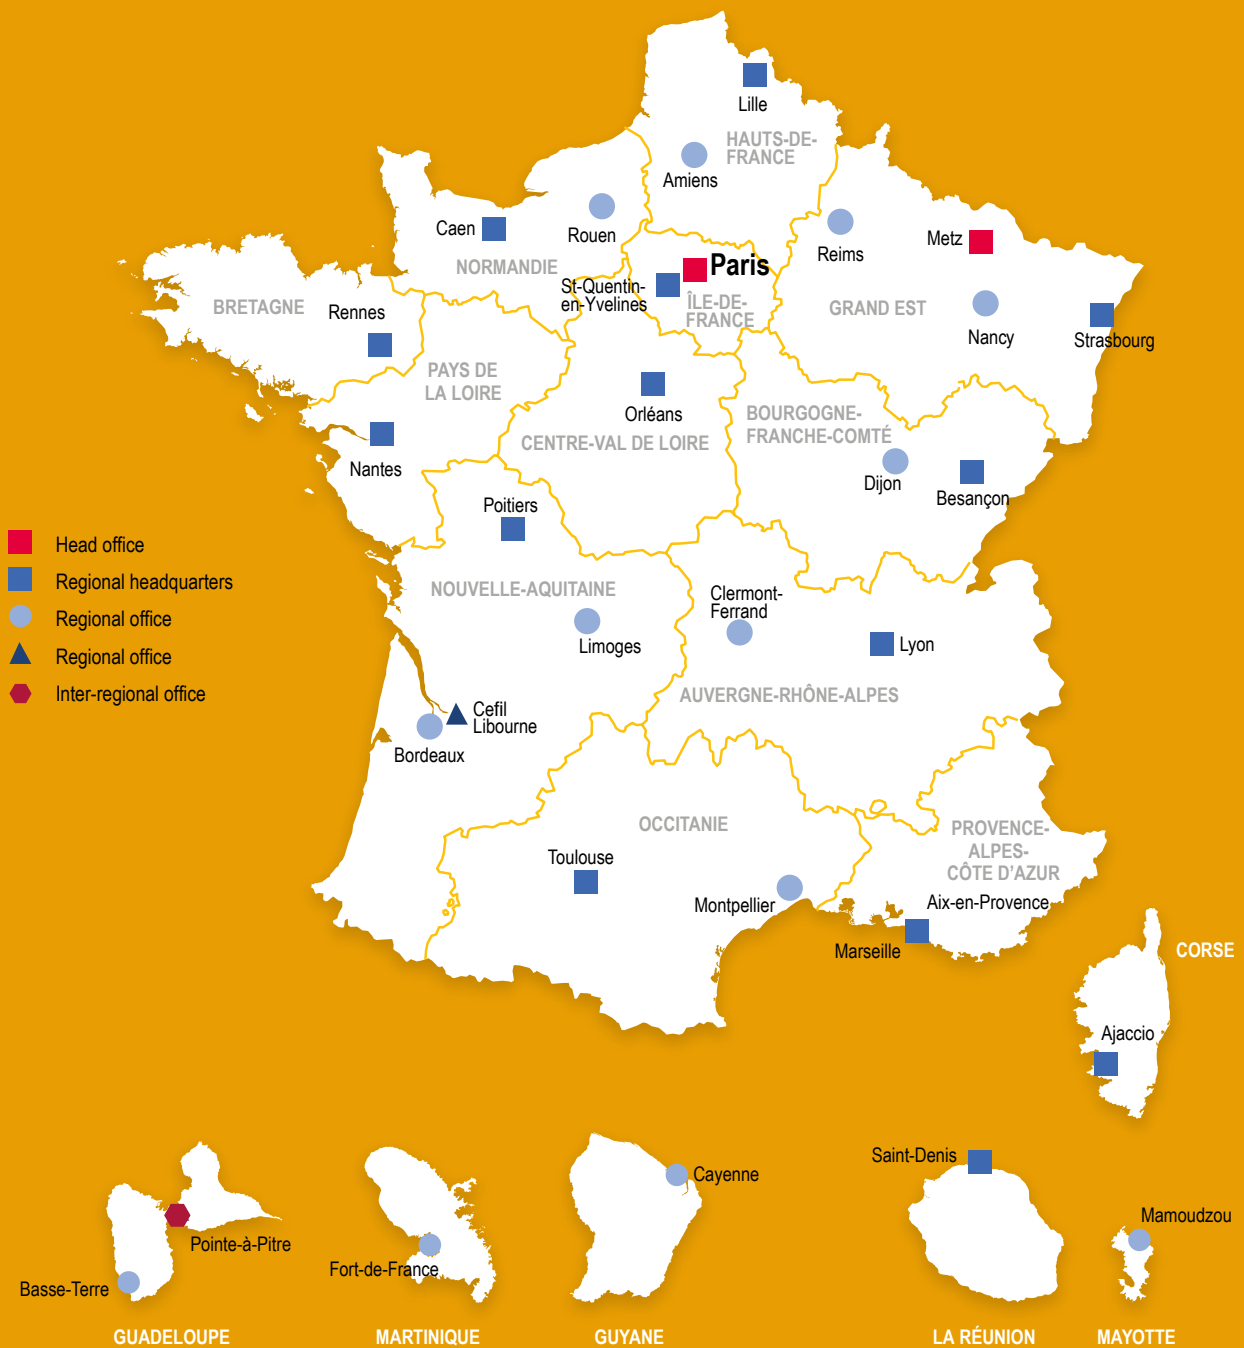 Lille
HAUTS-DE-
FRANCE
Amiens
Caen
Rouen
NORMANDIE
Reims
Metz
Paris
St-Quentin-
en-Yvelines
ÎLE-DE-
FRANCE
GRAND EST
Nancy
Strasbourg
BRETAGNE
Rennes
PAYS DE
LA LOIRE
Nantes
Orléans
CENTRE-VAL DE LOIRE
BOURGOGNE-
FRANCHE-COMTÉ
Dijon
Besançon
Poitiers
Head office
Regional headquarters
Regional office
Regional office
Inter-regional office
NOUVELLE-AQUITAINE
Limoges
Clermont-
Ferrand
Lyon
AUVERGNE-RHÔNE-ALPES
Cefil
Libourne
Bordeaux
OCCITANIE
Toulouse
Montpellier
PROVENCE-
ALPES-
CÔTE D'AZUR
Aix-en-Provence
Marseille
CORSE
Ajaccio
Pointe-à-Pitre
Basse-Terre
GUADELOUPE
Fort-de-France
MARTINIQUE
Cayenne
GUYANE
Saint-Denis
LA RÉUNION
Mamoudzou
MAYOTTE